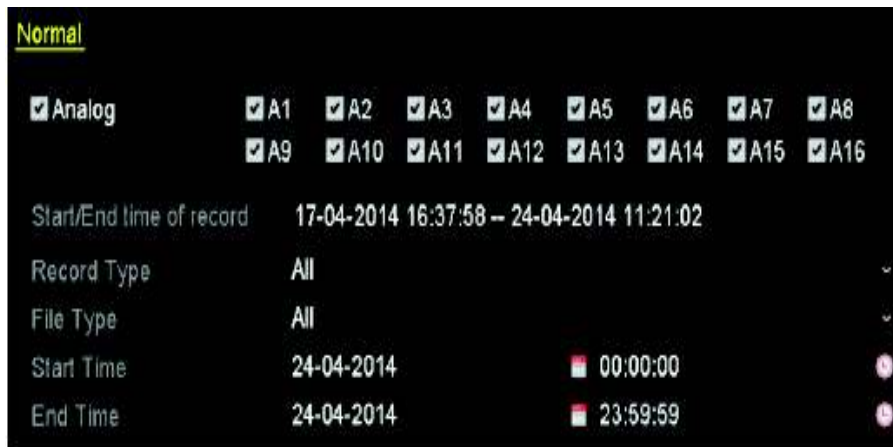 Normal
Analog A1 A2 A3 A4 A5 A6 A7 A8
A9 A10 A11 A12 A13 A14 A15 A16
Start/End time of record 17-04-2014 16:37:58 -- 24-04-2014 11:21:02
Record Type All
File Type All
Start Time 24-04-2014 00:00:00
End Time 24-04-2014 23:59:59